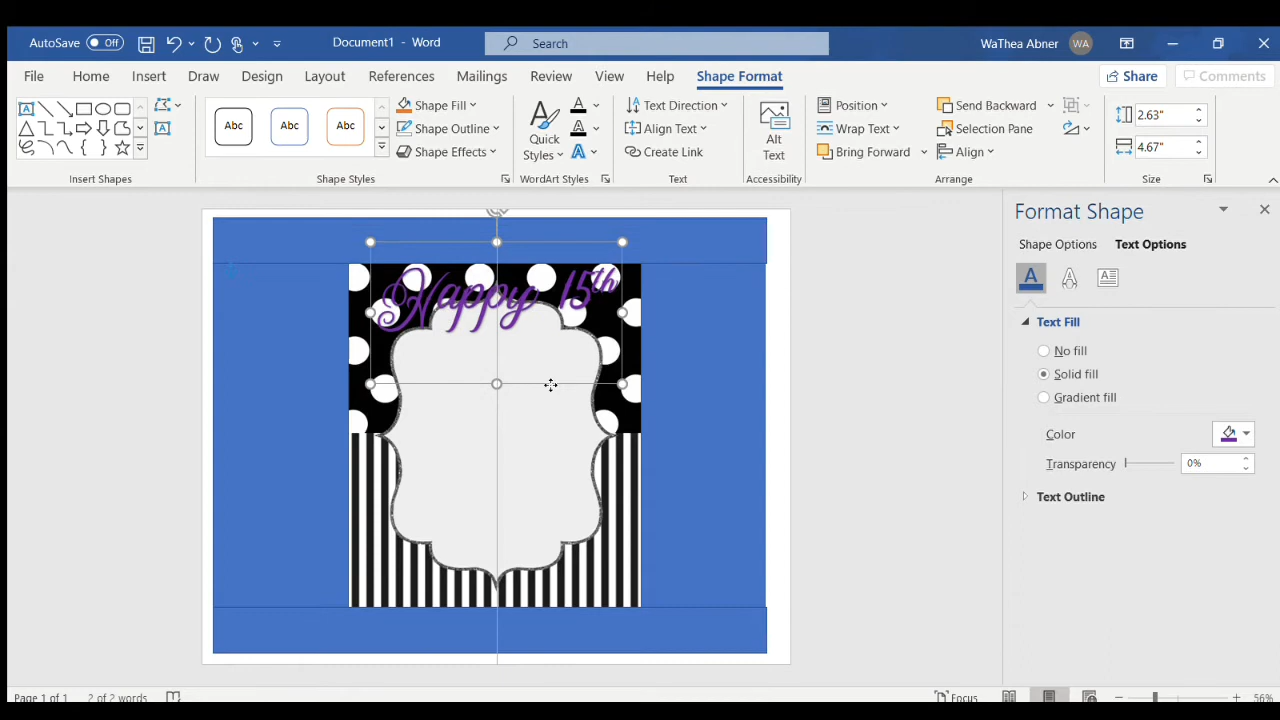 AutoSave Off Document1 - Word Search WaThea Abner WA
File Home Insert Draw Design Layout References Mailings Review View Help Shape Format Share Comments
Abc Abc Abc
Shape Fill
Shape Outline
Shape Effects
Quick
Styles
A
A
A
Text Direction
Align Text
Create Link
Alt
Text
Position
Wrap Text
Bring Forward
Send Backward
Selection Pane
Align
2.63"
4.67"
Insert Shapes Shape Styles WordArt Styles Text Accessibility Arrange Size
Happy 15th
Format Shape
Shape Options Text Options
Text Fill
No fill
Solid fill
Gradient fill
Color
Transparency 0%
Text Outline
Page 1 of 1 2 of 2 words Focus 56%